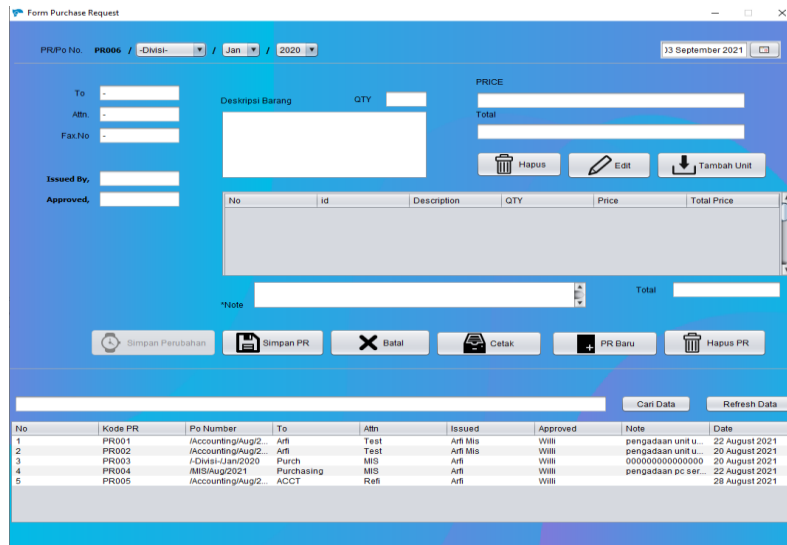 Form Purchase Request
PR/Po No. PR006 / -Divisi- / Jan / 2020
03 September 2021
To -
Attn. -
Fax.No -
Issued By,
Approved,
Deskripsi Barang QTY
PRICE
Total
Hapus Edit Tambah Unit
No id Description QTY Price Total Price
*Note
Total
Simpan Perubahan Simpan PR Batal Cetak PR Baru Hapus PR
Cari Data Refresh Data
No Kode PR Po Number To Attn Issued Approved Note Date
1 PR001 /Accounting/Aug/2... Arfi Test Arfi Mis Willi pengadaan unit u... 22 August 2021
2 PR002 /Accounting/Aug/2... Arfi Test Arfi Mis Willi pengadaan unit u... 20 August 2021
3 PR003 /-Divisi-/Jan/2020 Purch MIS Arfi Willi 00000000000000 20 August 2021
4 PR004 /MIS/Aug/2021 Purchasing MIS Arfi Willi pengadaan pc ser... 22 August 2021
5 PR005 /Accounting/Aug/2... ACCT Refi Arfi Willi 28 August 2021